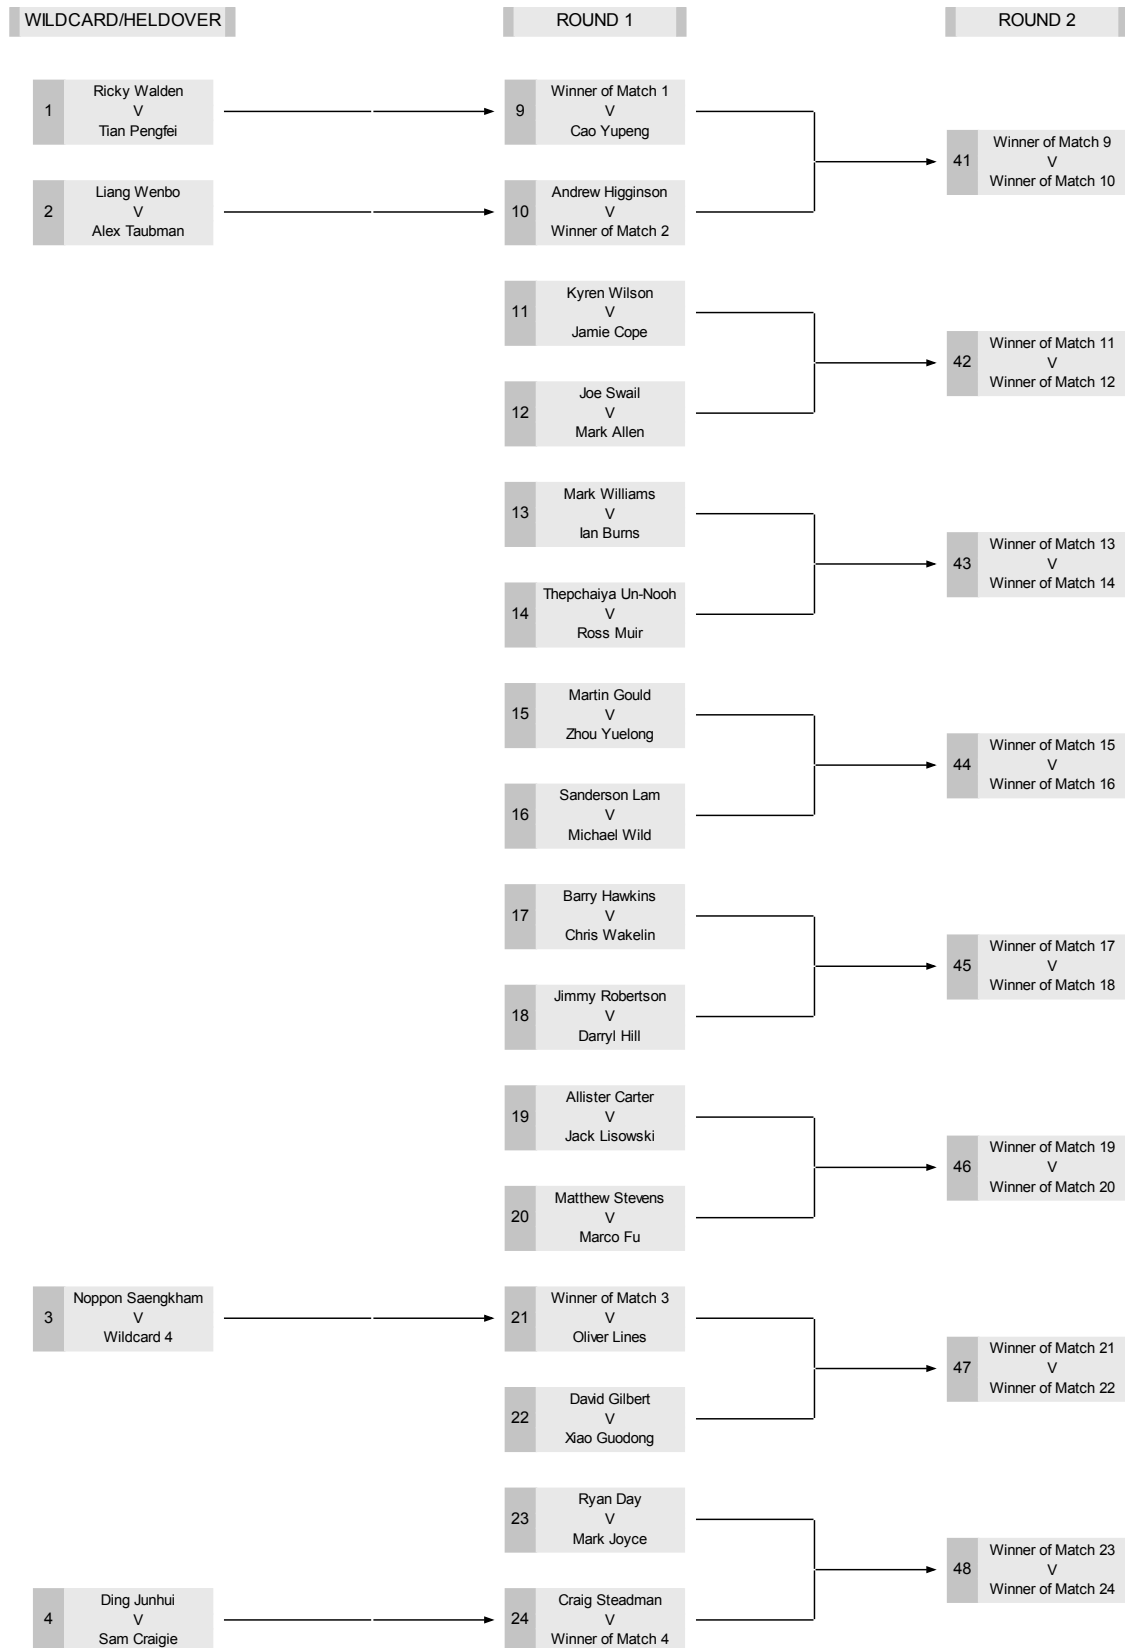 WILDCARD/HELDOVER
ROUND 1
ROUND 2
1
Ricky Walden
V
Tian Pengfei
2
Liang Wenbo
V
Alex Taubman
3
Noppon Saengkham
V
Wildcard 4
4
Ding Junhui
V
Sam Craigie
9
Winner of Match 1
V
Cao Yupeng
10
Andrew Higginson
V
Winner of Match 2
11
Kyren Wilson
V
Jamie Cope
12
Joe Swail
V
Mark Allen
13
Mark Williams
V
Ian Burns
14
Thepchaiya Un-Nooh
V
Ross Muir
15
Martin Gould
V
Zhou Yuelong
16
Sanderson Lam
V
Michael Wild
17
Barry Hawkins
V
Chris Wakelin
18
Jimmy Robertson
V
Darryl Hill
19
Allister Carter
V
Jack Lisowski
20
Matthew Stevens
V
Marco Fu
21
Winner of Match 3
V
Oliver Lines
22
David Gilbert
V
Xiao Guodong
23
Ryan Day
V
Mark Joyce
24
Craig Steadman
V
Winner of Match 4
41
Winner of Match 9
V
Winner of Match 10
42
Winner of Match 11
V
Winner of Match 12
43
Winner of Match 13
V
Winner of Match 14
44
Winner of Match 15
V
Winner of Match 16
45
Winner of Match 17
V
Winner of Match 18
46
Winner of Match 19
V
Winner of Match 20
47
Winner of Match 21
V
Winner of Match 22
48
Winner of Match 23
V
Winner of Match 24